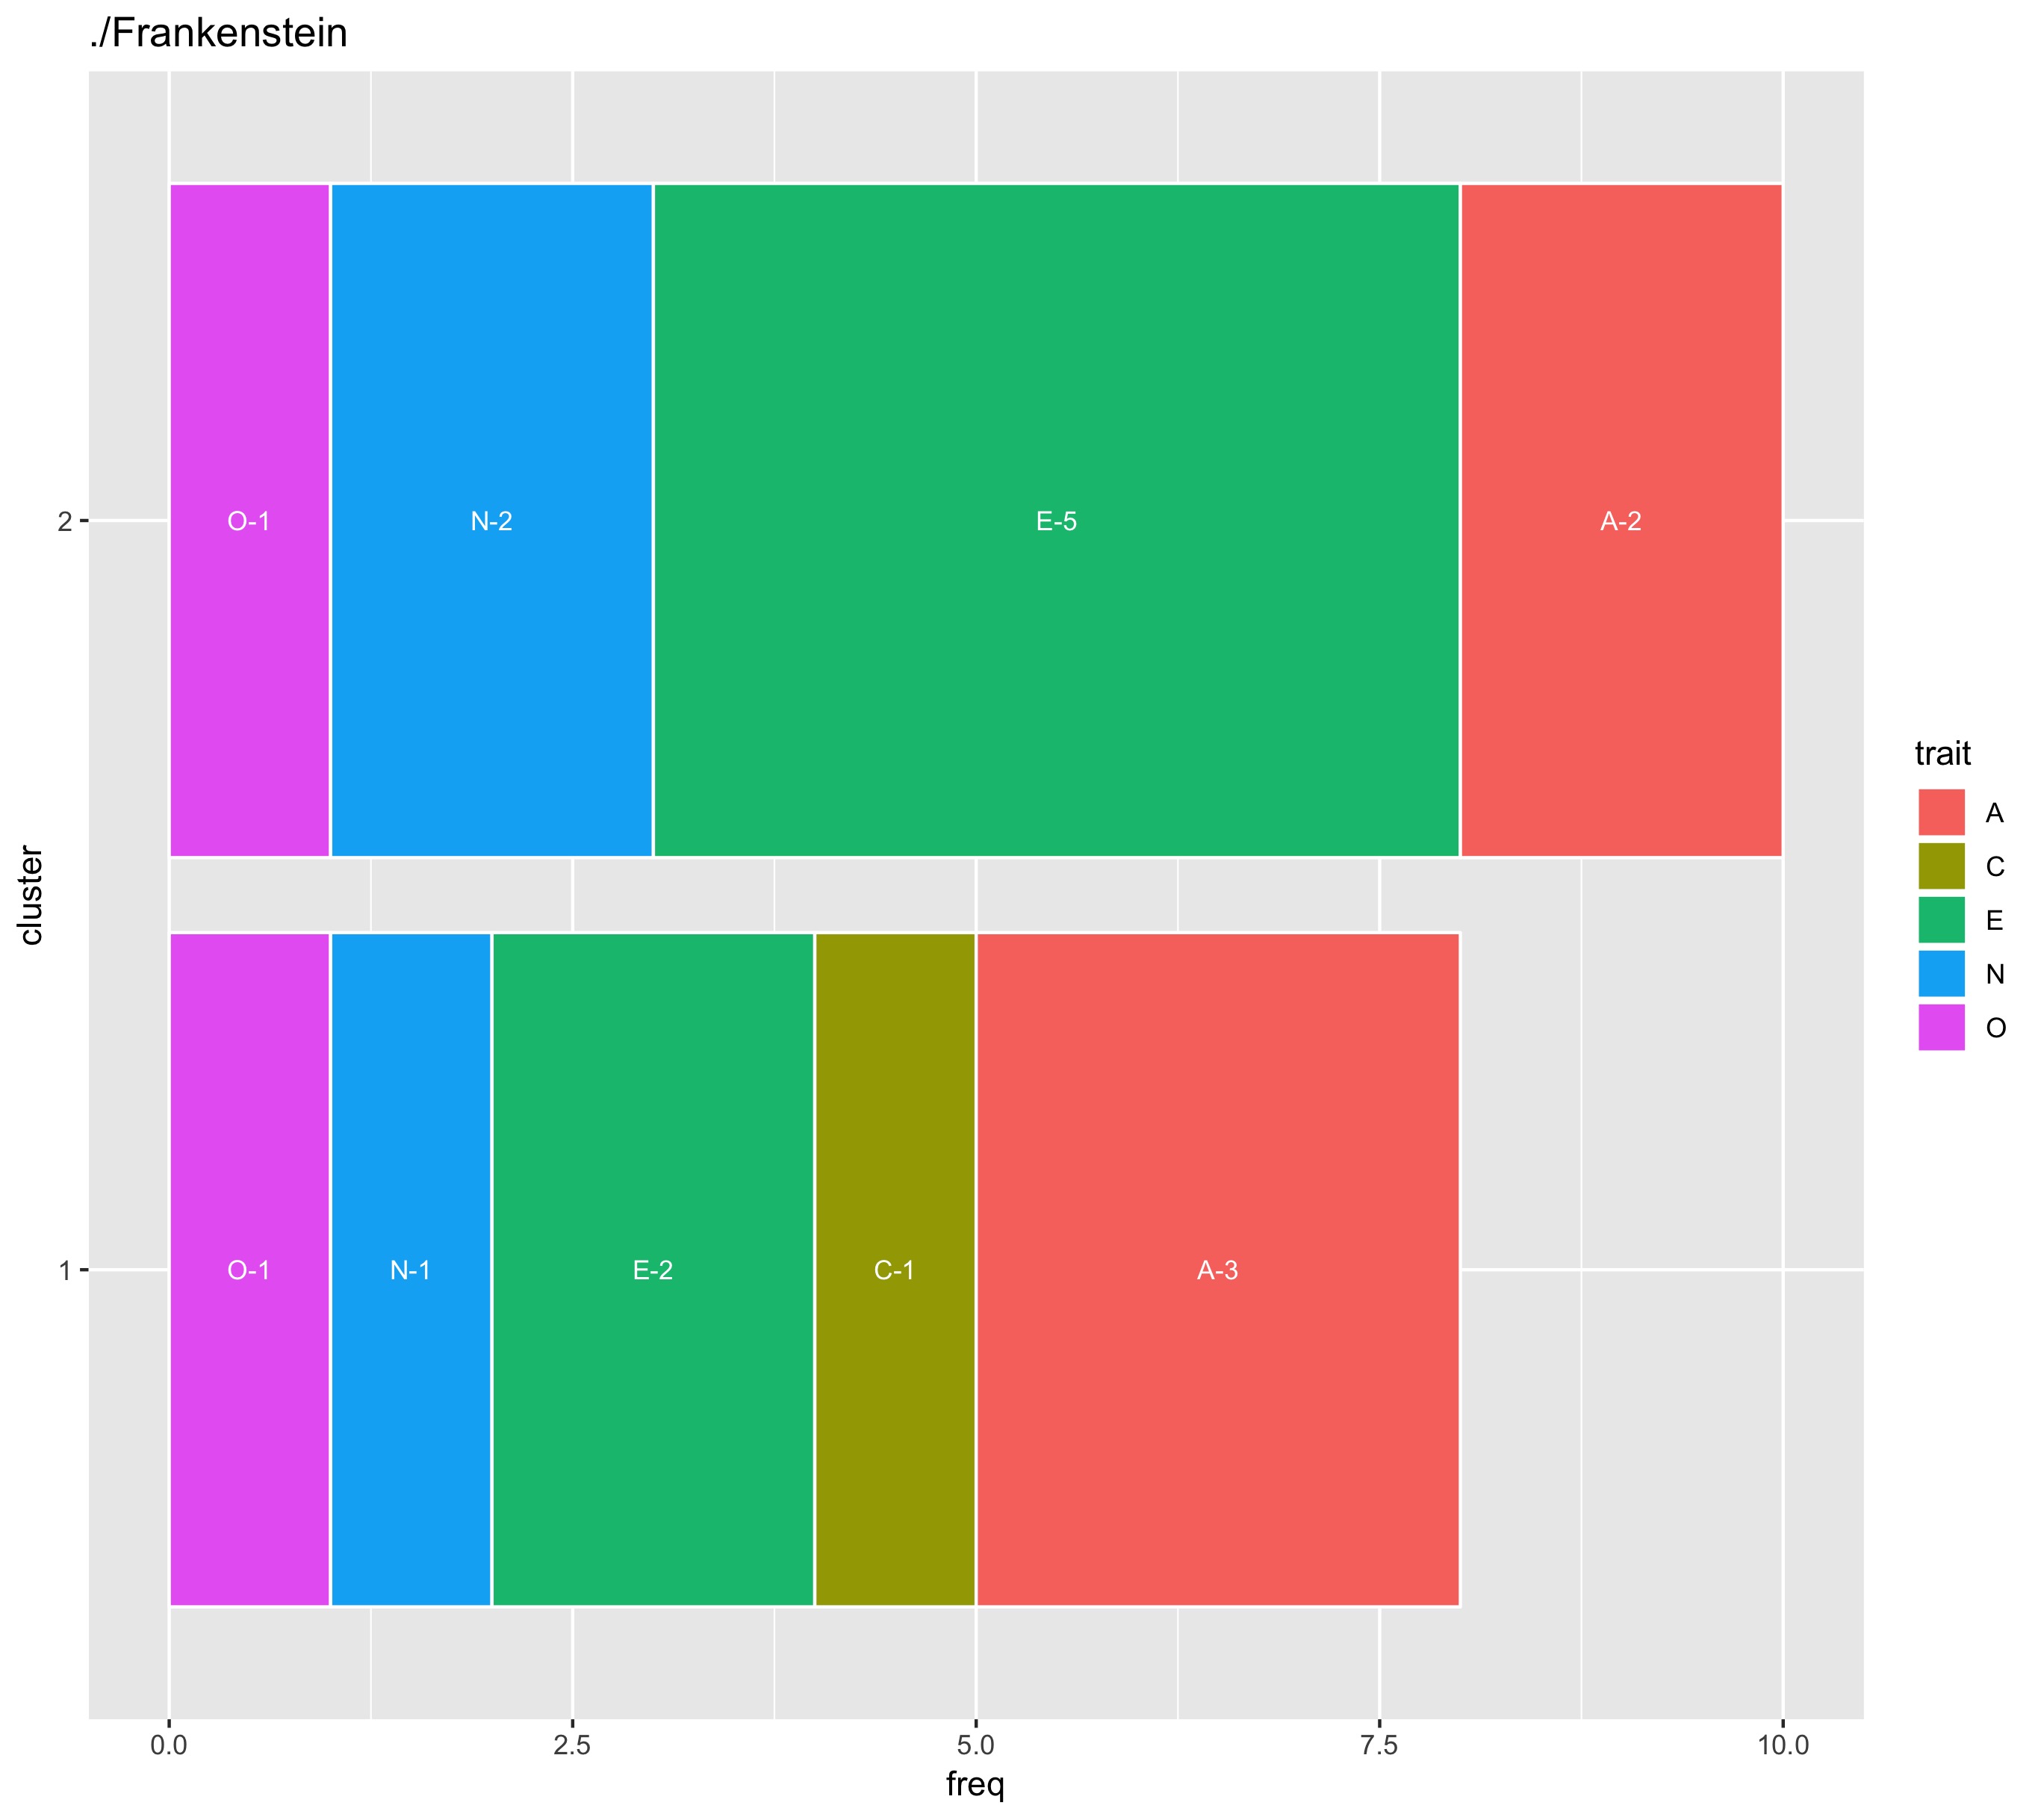 ./Frankenstein
cluster
2
O-1 N-2 E-5 A-2
1
O-1 N-1 E-2 C-1 A-3
0.0 2.5 5.0 7.5 10.0
freq
trait
A
C
E
N
O